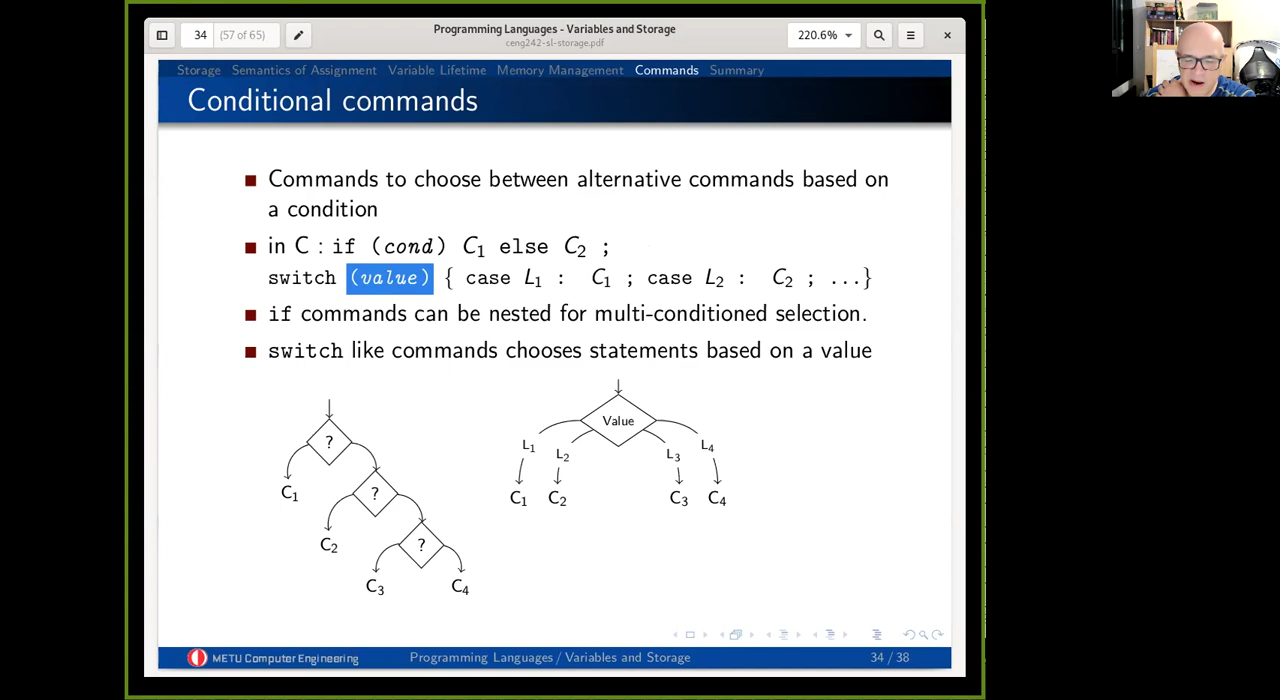 34 (57 of 65)
Programming Languages - Variables and Storage
ceng242-sl-storage.pdf
220.6%
Storage Semantics of Assignment Variable Lifetime Memory Management Commands Summary
Conditional commands
Commands to choose between alternative commands based on
a condition
in C : if (cond) C₁ else C₂ ;
switch (value) { case L₁ : C₁ ; case L₂ : C₂ ; ...}
if commands can be nested for multi-conditioned selection.
switch like commands chooses statements based on a value
?
C₁
?
C₂
?
C₃ C₄
Value
L₁ L₂ L₃ L₄
C₁ C₂ C₃ C₄
METU Computer Engineering Programming Languages / Variables and Storage 34 / 38